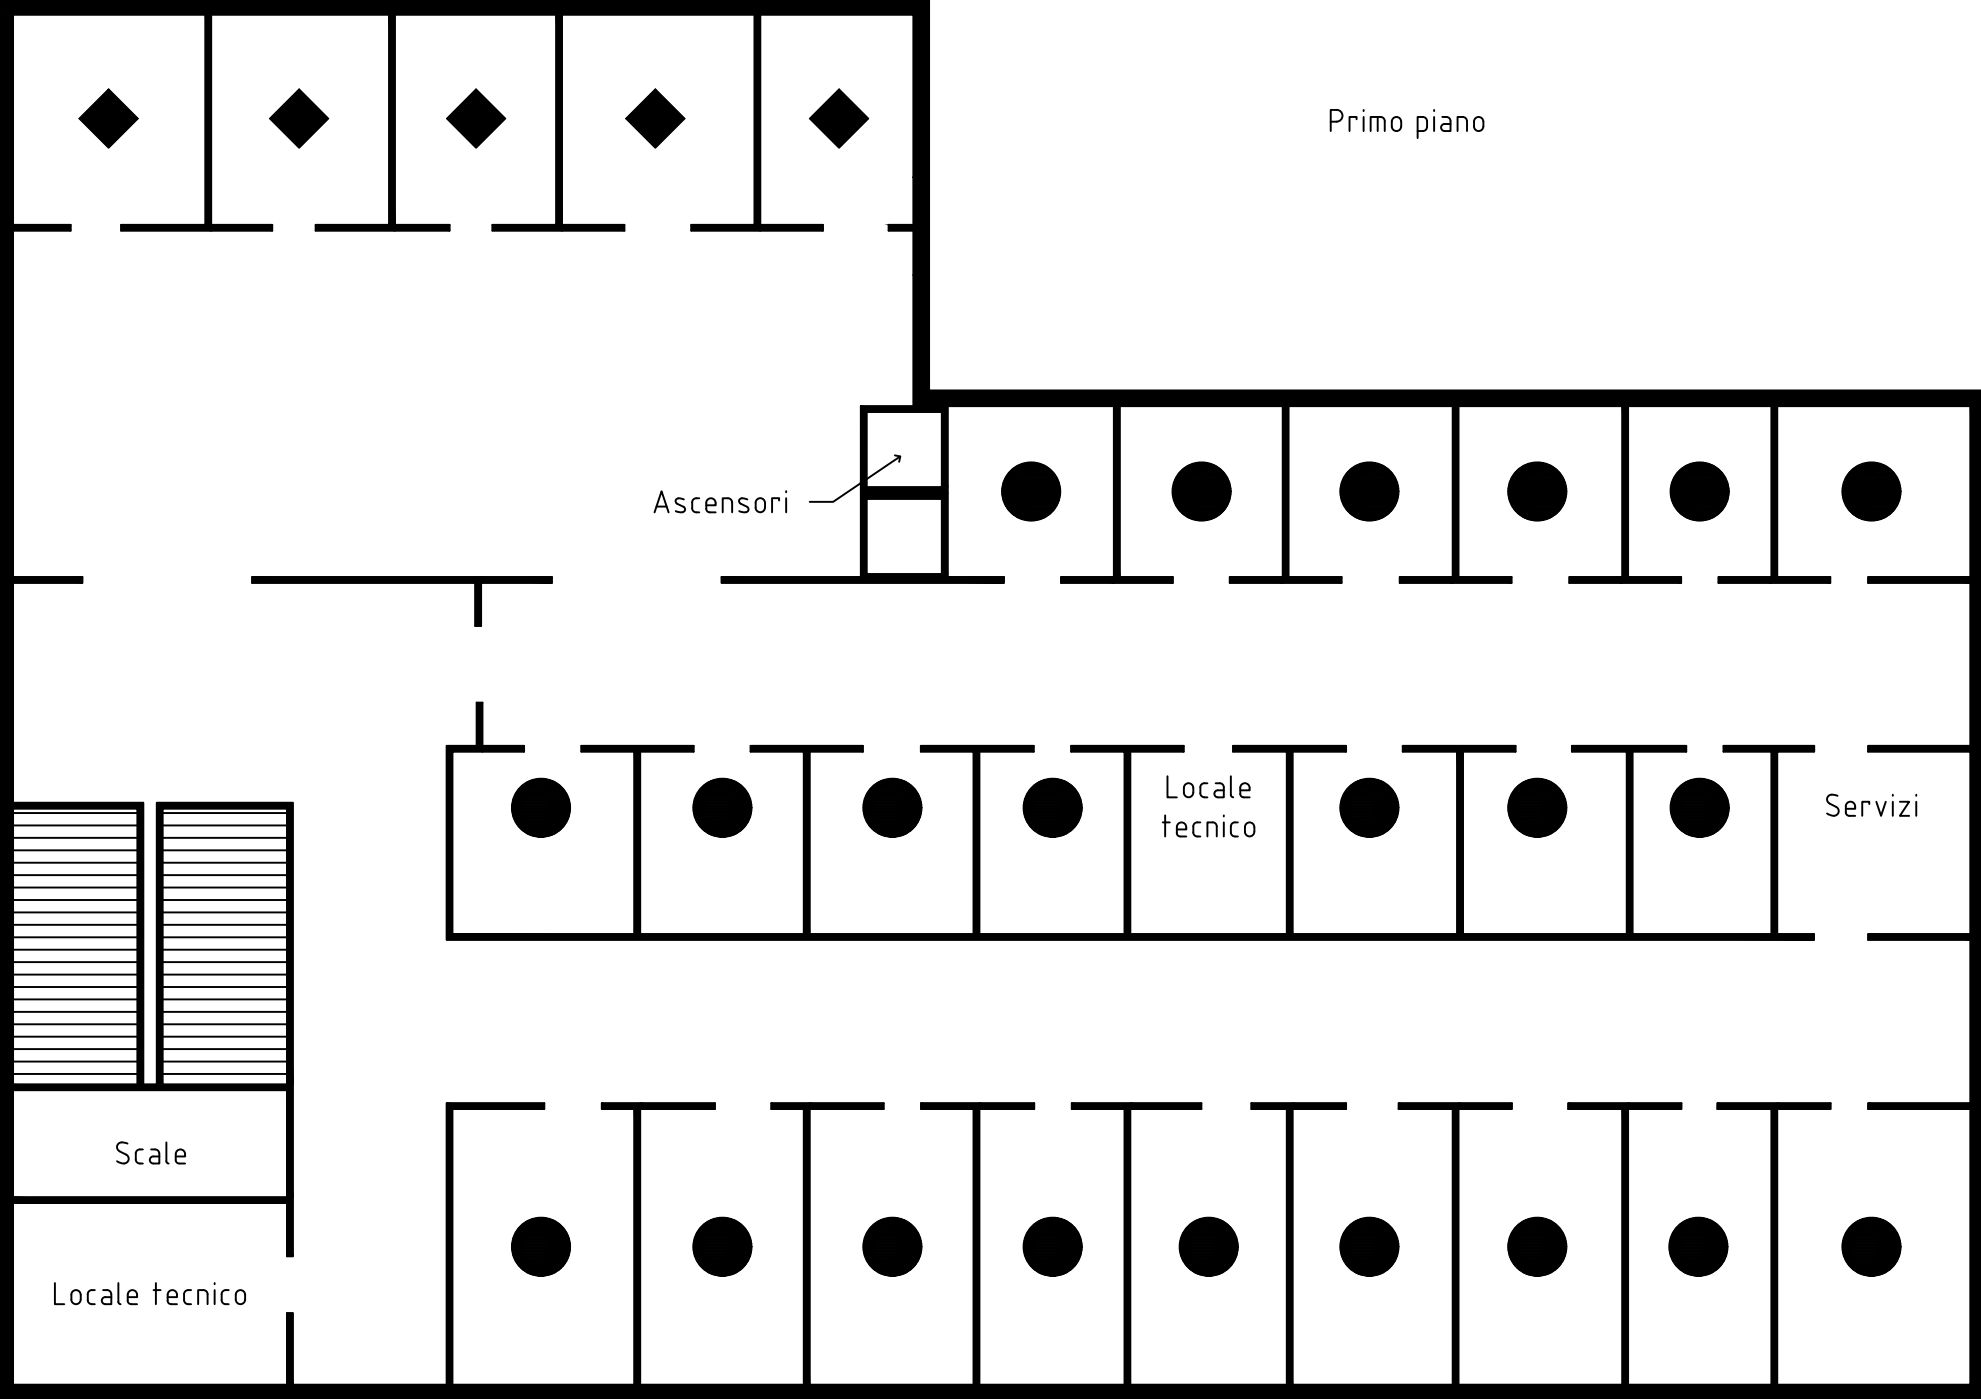 Primo piano
Ascensori
Locale
tecnico
Servizi
Scale
Locale tecnico